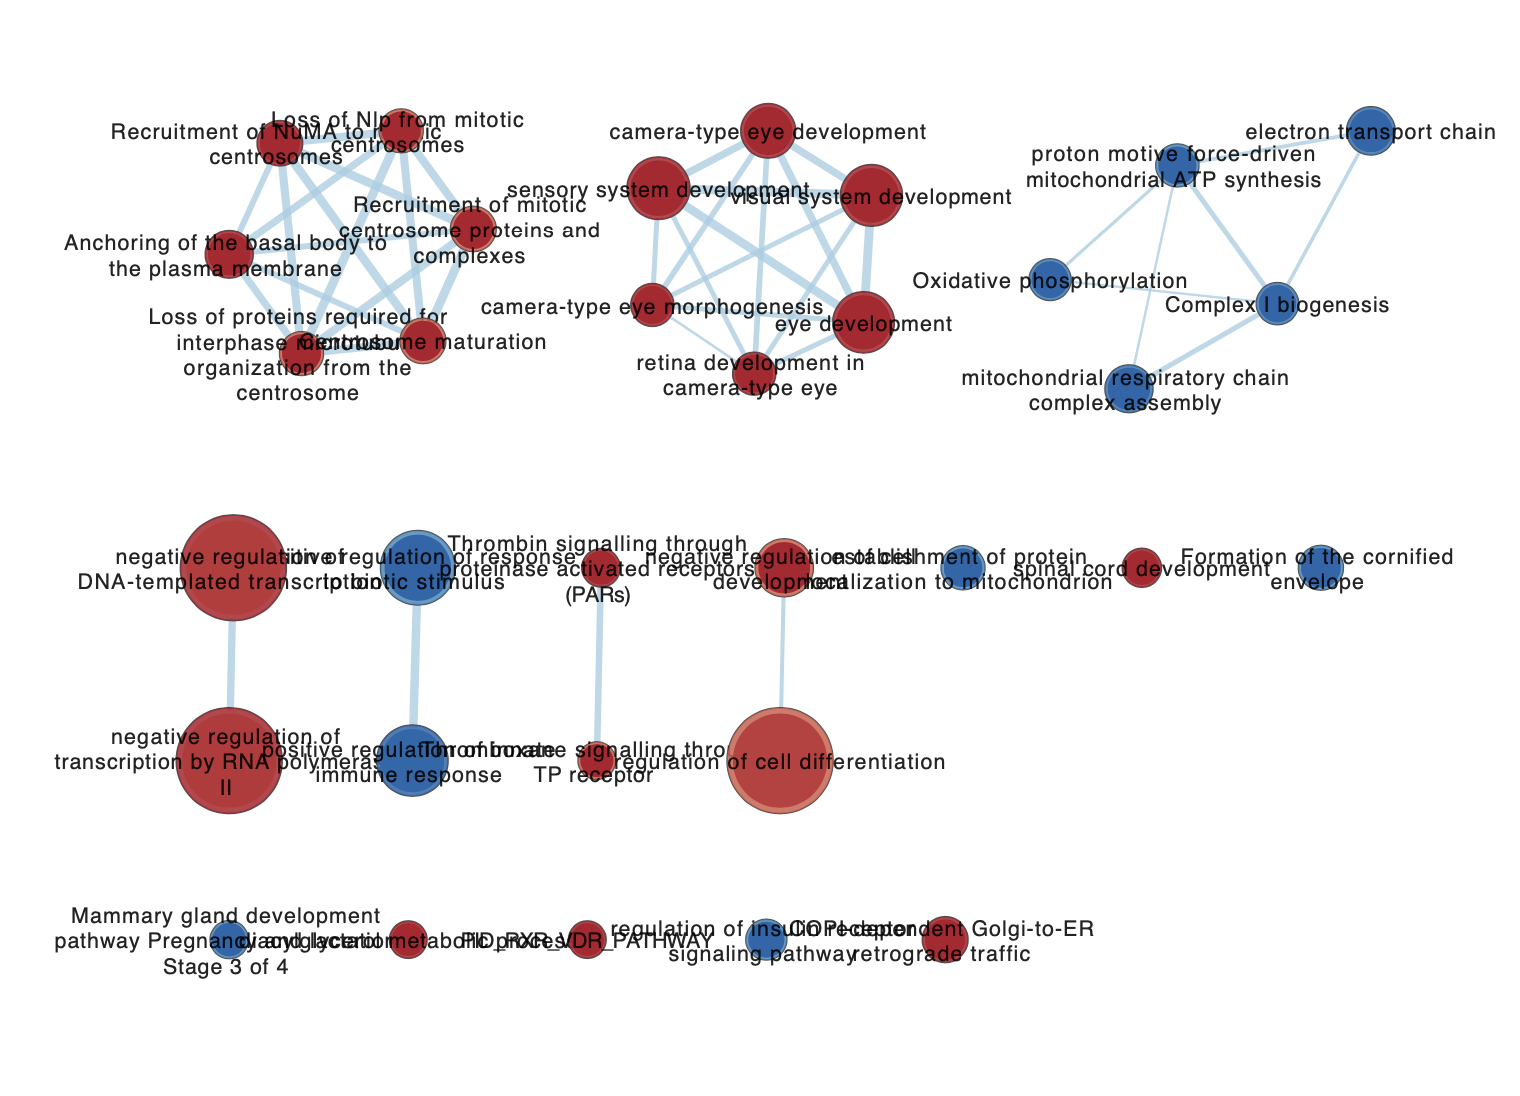 Recruitment of NuMA to mitotic
centrosomes
Loss of Nlp from mitotic
centrosomes
Recruitment of mitotic
centrosome proteins and
complexes
Anchoring of the basal body to
the plasma membrane
Loss of proteins required for
interphase microtubu
organization from the
centrosome
Centrosome maturation
camera-type eye development
sensory system development
visual system development
camera-type eye morphogenesis
eye development
retina development in
camera-type eye
electron transport chain
proton motive force-driven
mitochondrial ATP synthesis
Oxidative phosphorylation
Complex I biogenesis
mitochondrial respiratory chain
complex assembly
negative regulation of
DNA-templated transcription
regulation of response
to biotic stimulus
Thrombin signalling through
proteinase activated receptors
(PARs)
negative regulation of cell
development
establishment of protein
localization to mitochondrion
spinal cord development
Formation of the cornified
envelope
negative regulation of
transcription by RNA polymeras
II
positive regulation of innate
immune response
Thromboxane signalling thro
TP receptor
regulation of cell differentiation
Mammary gland development
pathway Pregnancy and lactation
Stage 3 of 4
diacylglycerol metabolic process
PID_RXR_VDR_PATHWAY
regulation of insulin receptor
signaling pathway
COPI-dependent Golgi-to-ER
retrograde traffic